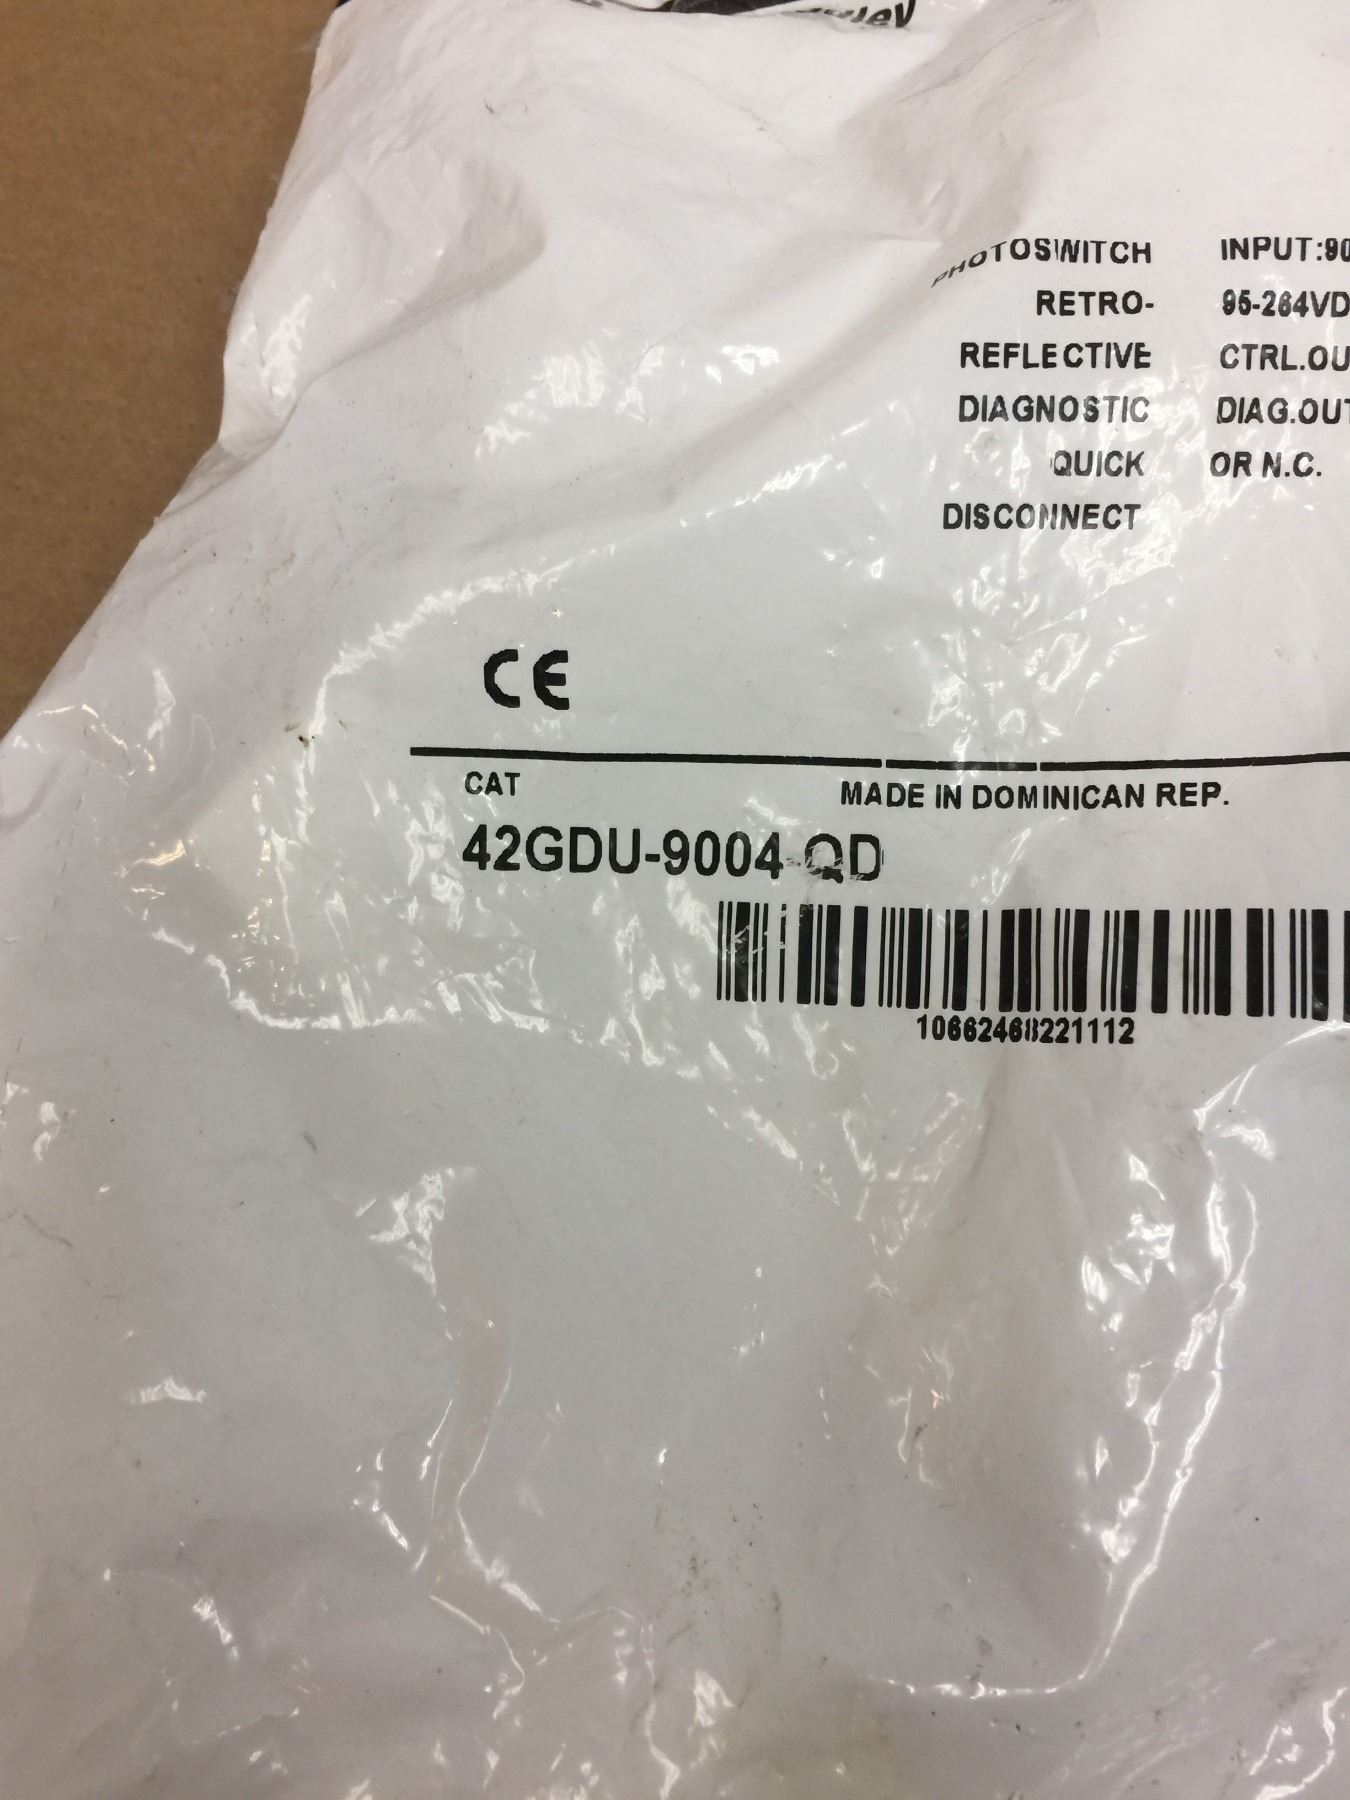 PHOTOSWITCH INPUT:90
RETRO- 95-264VD
REFLECTIVE CTRL.OU
DIAGNOSTIC DIAG.OUT
QUICK OR N.C.
DISCONNECT
CE
CAT MADE IN DOMINICAN REP.
42GDU-9004-QD
10662468221112